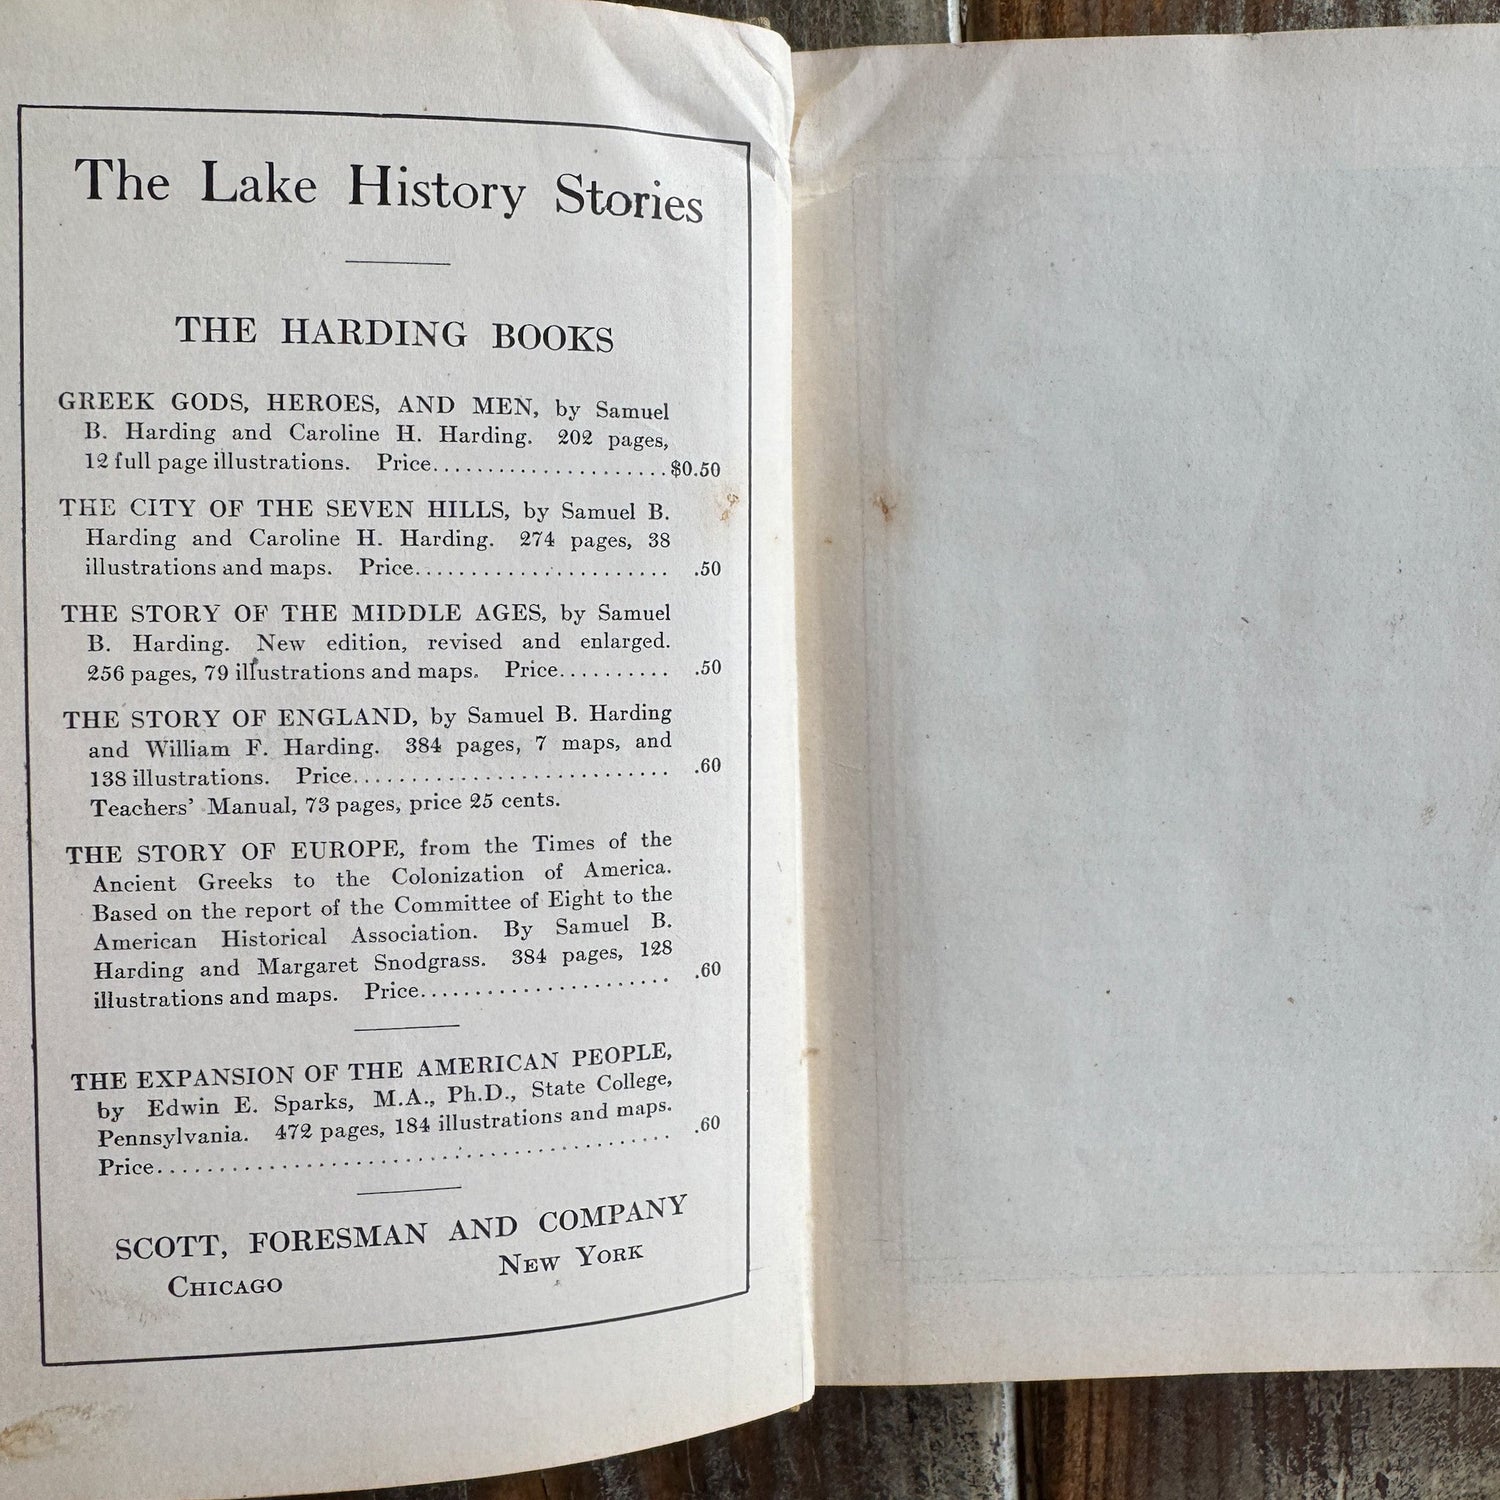 The Lake History Stories
THE HARDING BOOKS
GREEK GODS, HEROES, AND MEN, by Samuel
B. Harding and Caroline H. Harding. 202 pages,
12 full page illustrations. Price......................$0.50
THE CITY OF THE SEVEN HILLS, by Samuel B.
Harding and Caroline H. Harding. 274 pages, 38
illustrations and maps. Price...................... .50
THE STORY OF THE MIDDLE AGES, by Samuel
B. Harding. New edition, revised and enlarged.
256 pages, 79 illustrations and maps. Price.......... .50
THE STORY OF ENGLAND, by Samuel B. Harding
and William F. Harding. 384 pages, 7 maps, and
138 illustrations. Price........................... .60
Teachers' Manual, 73 pages, price 25 cents.
THE STORY OF EUROPE, from the Times of the
Ancient Greeks to the Colonization of America.
Based on the report of the Committee of Eight to the
American Historical Association. By Samuel B.
Harding and Margaret Snodgrass. 384 pages, 128
illustrations and maps. Price..................... .60
THE EXPANSION OF THE AMERICAN PEOPLE,
by Edwin E. Sparks, M.A., Ph.D., State College,
Pennsylvania. 472 pages, 184 illustrations and maps.
Price............................................ .60
SCOTT, FORESMAN AND COMPANY
CHICAGO NEW YORK